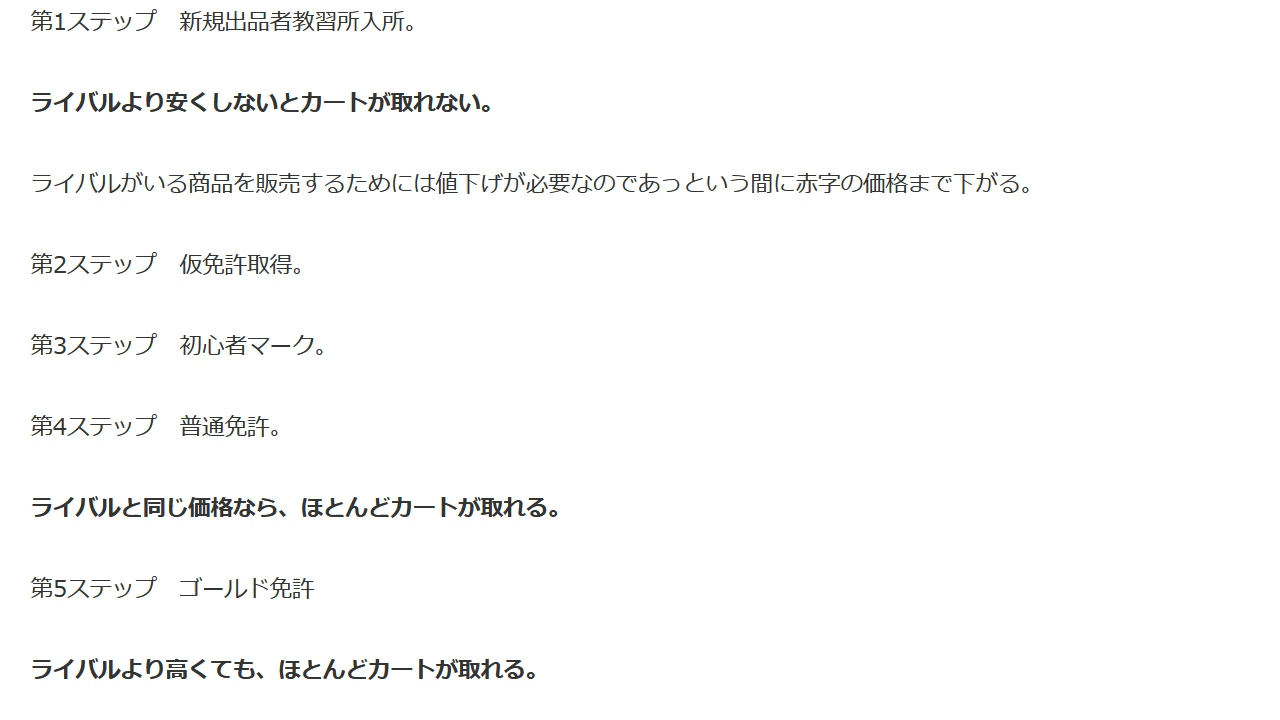 第1ステップ　新規出品者教習所入所。
ライバルより安くしないとカートが取れない。
ライバルがいる商品を販売するためには値下げが必要なのであっという間に赤字の価格まで下がる。
第2ステップ　仮免許取得。
第3ステップ　初心者マーク。
第4ステップ　普通免許。
ライバルと同じ価格なら、ほとんどカートが取れる。
第5ステップ　ゴールド免許
ライバルより高くても、ほとんどカートが取れる。